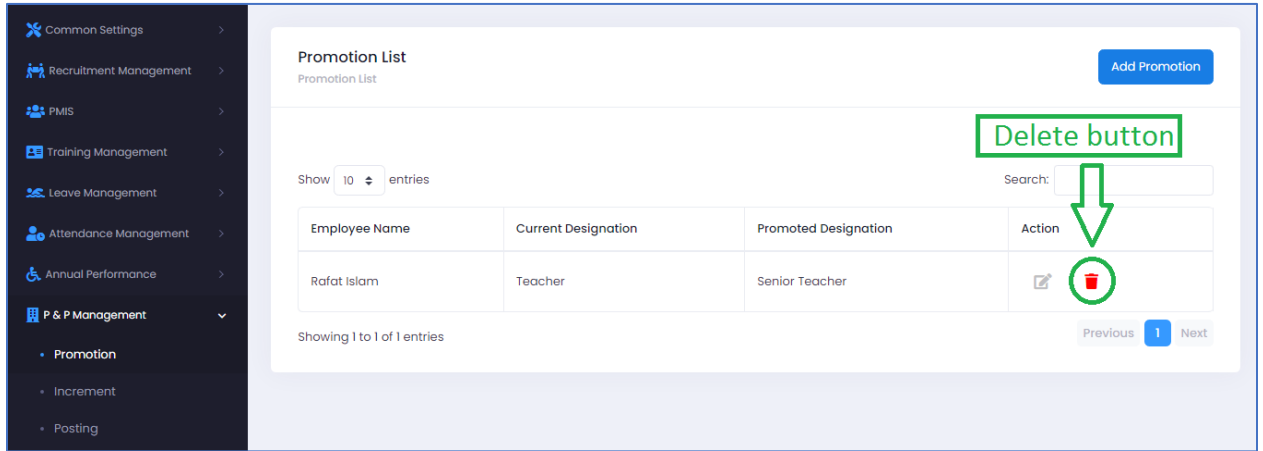 Common Settings
Recruitment Management
PMIS
Training Management
Leave Management
Attendance Management
Annual Performance
P & P Management
Promotion
Increment
Posting
Promotion List
Promotion List
Add Promotion
Delete button
Show 10 entries
Search:
Employee Name Current Designation Promoted Designation Action
Rafat Islam Teacher Senior Teacher
Showing 1 to 1 of 1 entries
Previous 1 Next